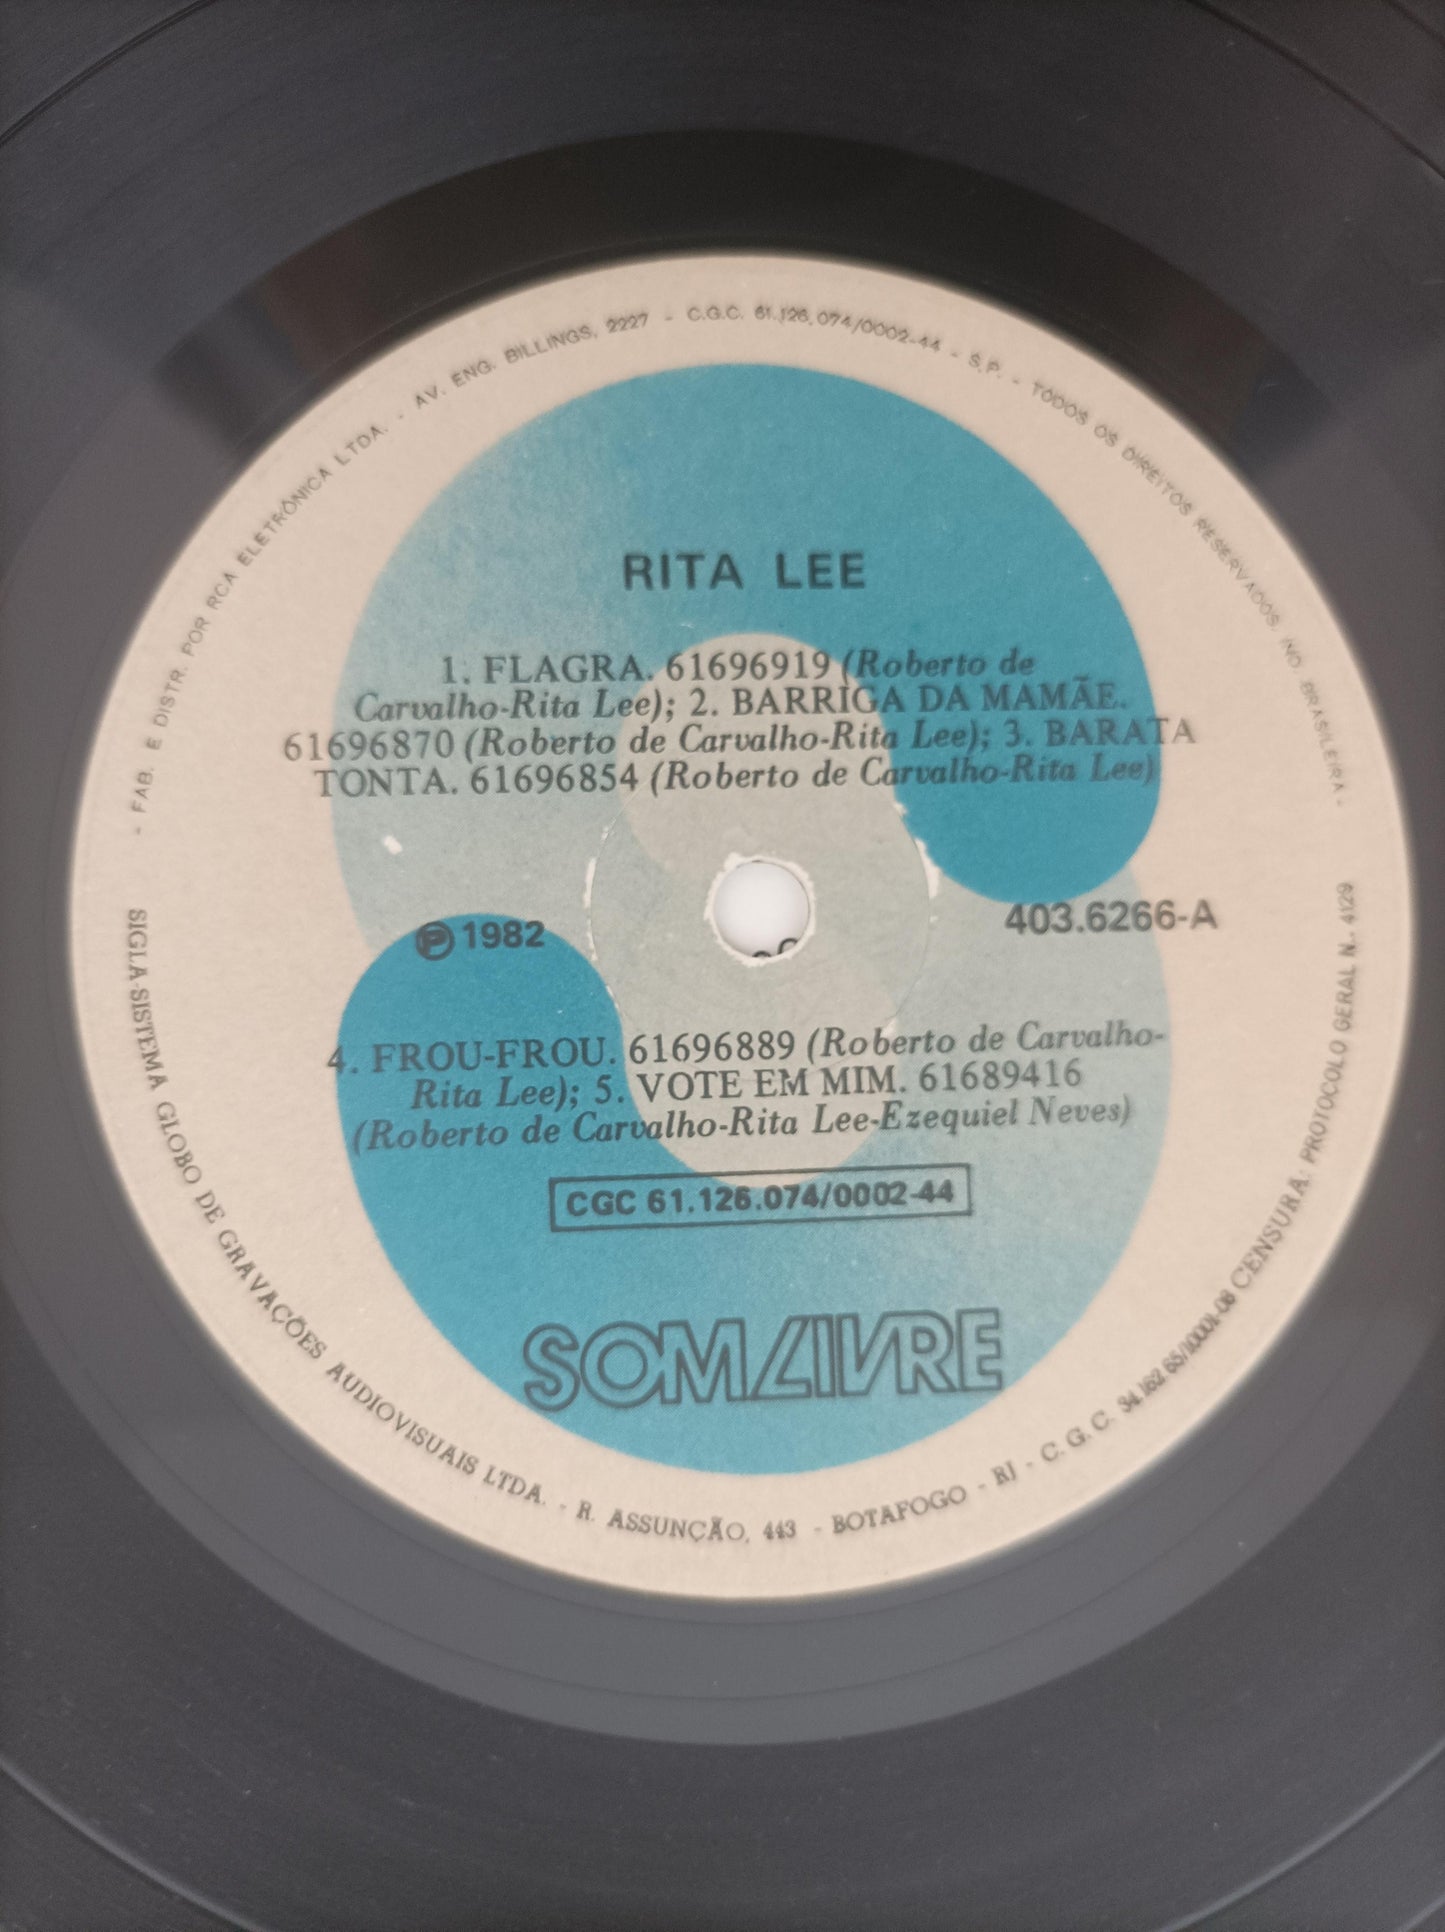 - FAB. E DISTR. POR RCA ELETRÔNICA LTDA. - AV. ENG. BILLINGS, 2227 - C.G.C. 61.126.074/0002-44 - S.P. - TODOS OS DIREITOS RESERVADOS. IND. BRASILEIRA -
RITA LEE
1. FLAGRA. 61696919 (Roberto de
Carvalho-Rita Lee); 2. BARRIGA DA MAMÃE.
61696870 (Roberto de Carvalho-Rita Lee); 3. BARATA
TONTA. 61696854 (Roberto de Carvalho-Rita Lee)
℗ 1982
403.6266-A
4. FROU-FROU. 61696889 (Roberto de Carvalho-
Rita Lee); 5. VOTE EM MIM. 61689416
(Roberto de Carvalho-Rita Lee-Ezequiel Neves)
CGC 61.126.074/0002-44
SOM LIVRE
SIGLA-SISTEMA GLOBO DE GRAVAÇÕES AUDIOVISUAIS LTDA. - R. ASSUNÇÃO, 443 - BOTAFOGO - RJ - C.G.C. CENSURA: PROTOCOLO GERAL N.. 4129